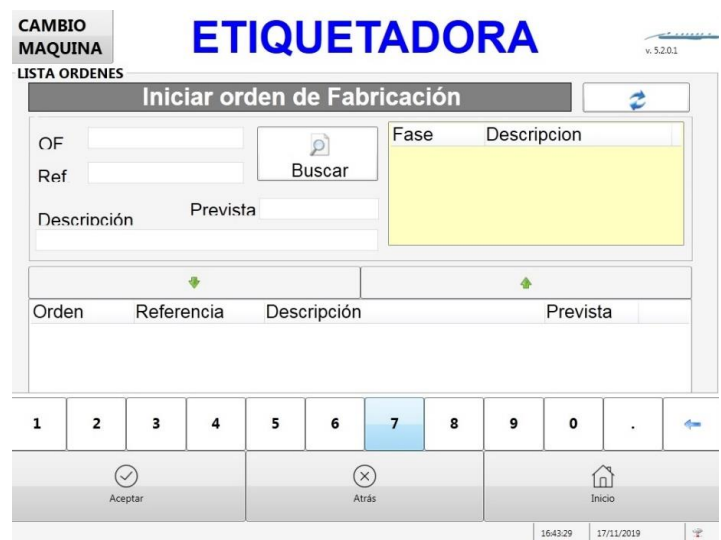 CAMBIO
MAQUINA
ETIQUETADORA
v. 5.2.0.1
LISTA ORDENES
Iniciar orden de Fabricación
OF
Ref
Buscar
Prevista
Descripción
Fase Descripcion
Orden Referencia Descripción Prevista
1 2 3 4 5 6 7 8 9 0 .
Aceptar Atrás Inicio
16:43:29 17/11/2019